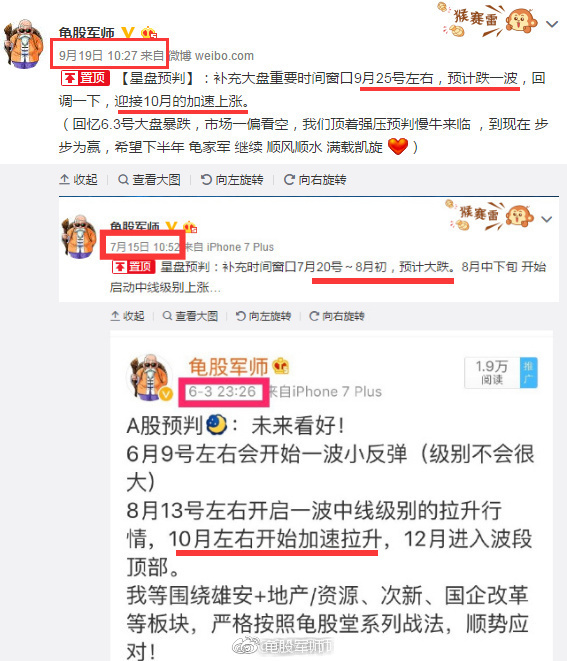 龟股军师 V
猴赛雷
9月19日 10:27 来自 微博 weibo.com
置顶 【星盘预判】：补充大盘重要时间窗口9月25号左右，预计跌一波，回
调一下，迎接10月的加速上涨。
（ 回忆6.3号大盘暴跌，市场一偏看空，我们顶着强压预判慢牛来临 ，到现在 步
步为赢，希望下半年 龟家军 继续 顺风顺水 满载凯旋 ）
收起 查看大图 向左旋转 向右旋转
龟股军师 V
猴赛雷
7月15日 10:52 来自 iPhone 7 Plus
置顶 星盘预判：补充时间窗口7月20号～8月初，预计大跌。8月中下旬 开始
启动中线级别上涨...
收起 查看大图 向左旋转 向右旋转
龟股军师
1.9万
阅读
推广
6-3 23:26 来自iPhone 7 Plus
V
A股预判：未来看好！
6月9号左右会开始一波小反弹（级别不会很
大）
8月13号左右开启一波中线级别的拉升行
情，10月左右开始加速拉升，12月进入波段
顶部。
我等围绕雄安+地产/资源、次新、国企改革
等板块，严格按照龟股堂系列战法，顺势应
对！